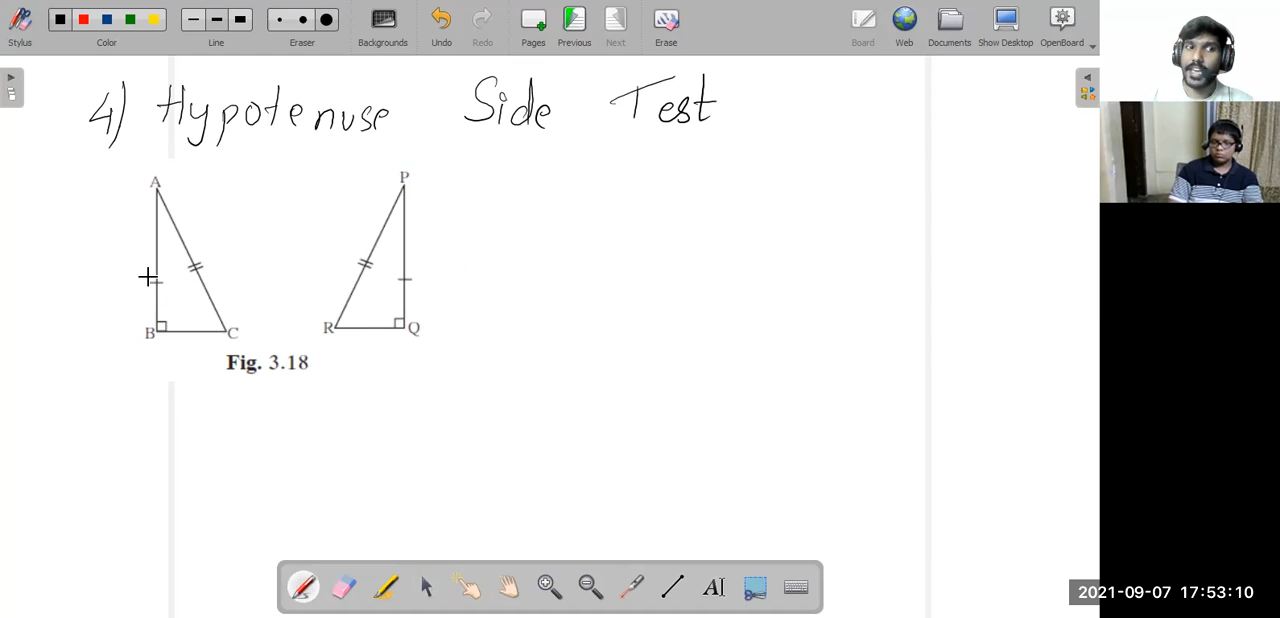 Stylus Color Line Eraser Backgrounds Undo Redo Pages Previous Next Erase Board Web Documents Show Desktop OpenBoard
4) Hypotenuse Side Test
A P
B C R Q
Fig. 3.18
2021-09-07 17:53:10